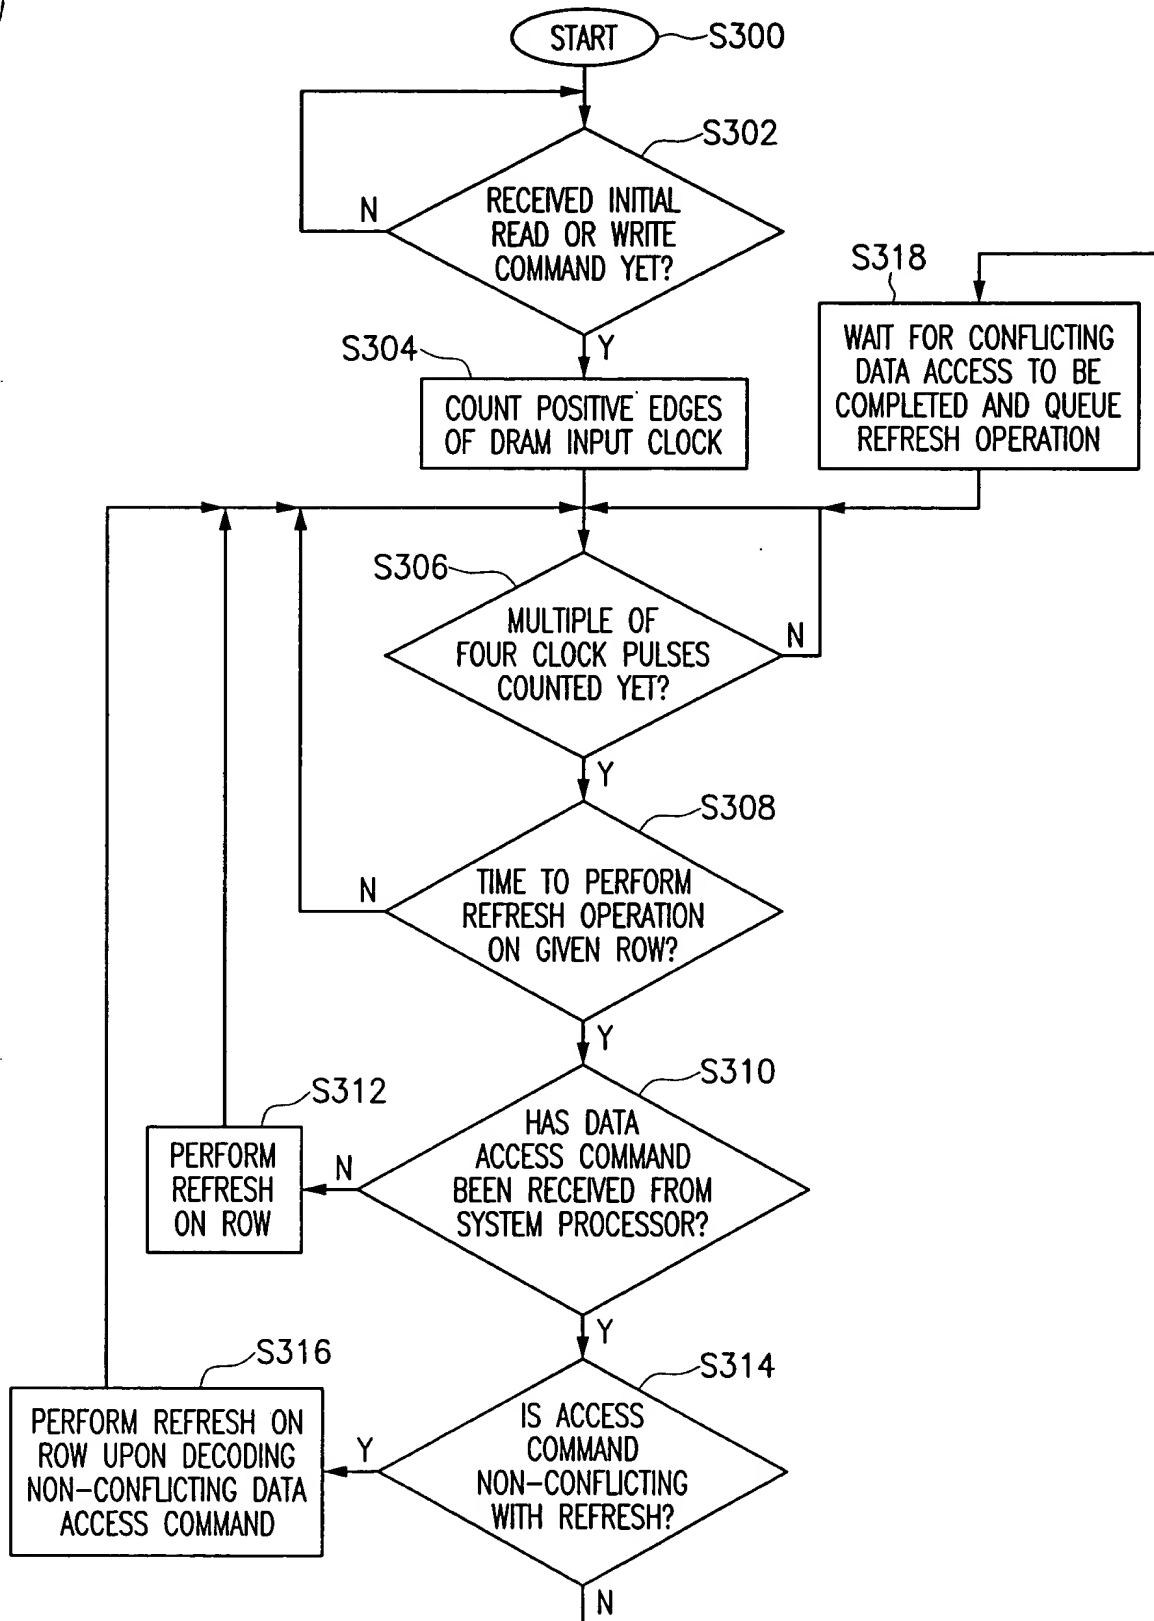 START
S300
S302
RECEIVED INITIAL
READ OR WRITE
COMMAND YET?
N
Y
S318
WAIT FOR CONFLICTING
DATA ACCESS TO BE
COMPLETED AND QUEUE
REFRESH OPERATION
S304
COUNT POSITIVE EDGES
OF DRAM INPUT CLOCK
S306
MULTIPLE OF
FOUR CLOCK PULSES
COUNTED YET?
N
Y
S308
TIME TO PERFORM
REFRESH OPERATION
ON GIVEN ROW?
N
Y
S310
HAS DATA
ACCESS COMMAND
BEEN RECEIVED FROM
SYSTEM PROCESSOR?
N
S312
PERFORM
REFRESH
ON ROW
Y
S314
IS ACCESS
COMMAND
NON-CONFLICTING
WITH REFRESH?
Y
S316
PERFORM REFRESH ON
ROW UPON DECODING
NON-CONFLICTING DATA
ACCESS COMMAND
N